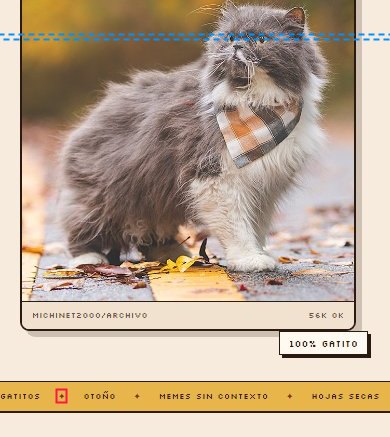 MICHINET2000/ARCHIVO 56K OK
100% GATITO
GATITOS ✦ OTOÑO ✦ MEMES SIN CONTEXTO ✦ HOJAS SECAS